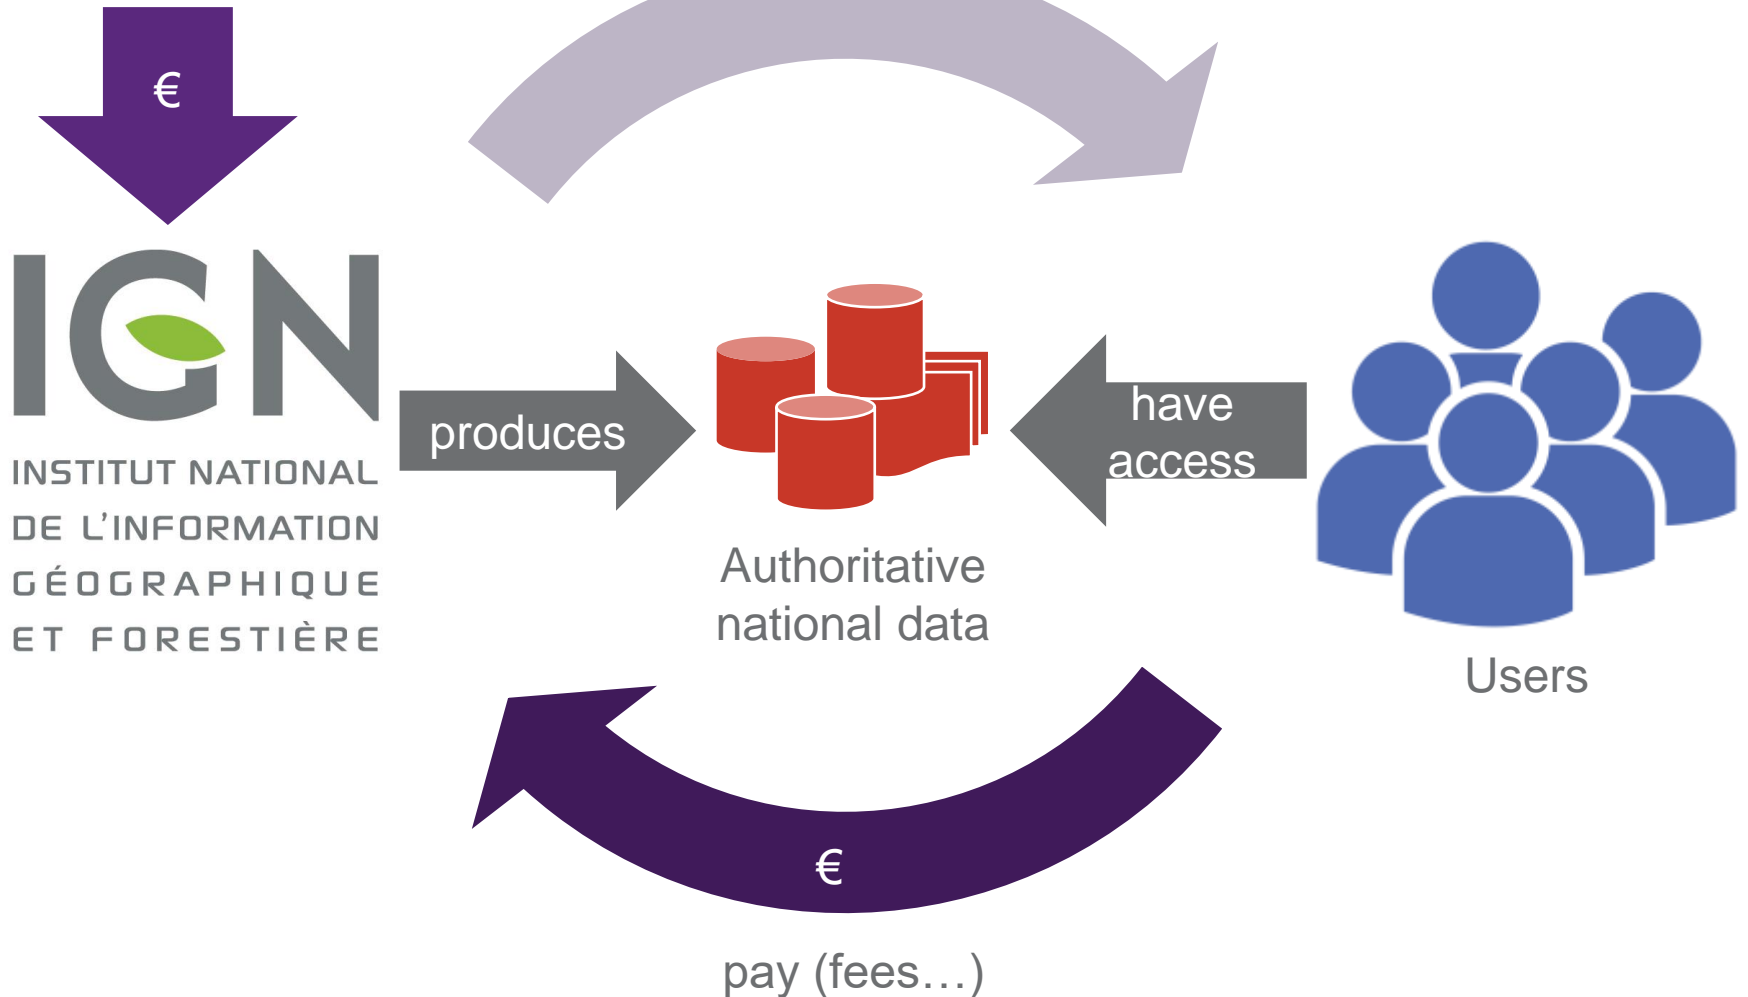 €
IGN
INSTITUT NATIONAL
DE L'INFORMATION
GÉOGRAPHIQUE
ET FORESTIÈRE
produces
Authoritative
national data
have
access
Users
€
pay (fees…)